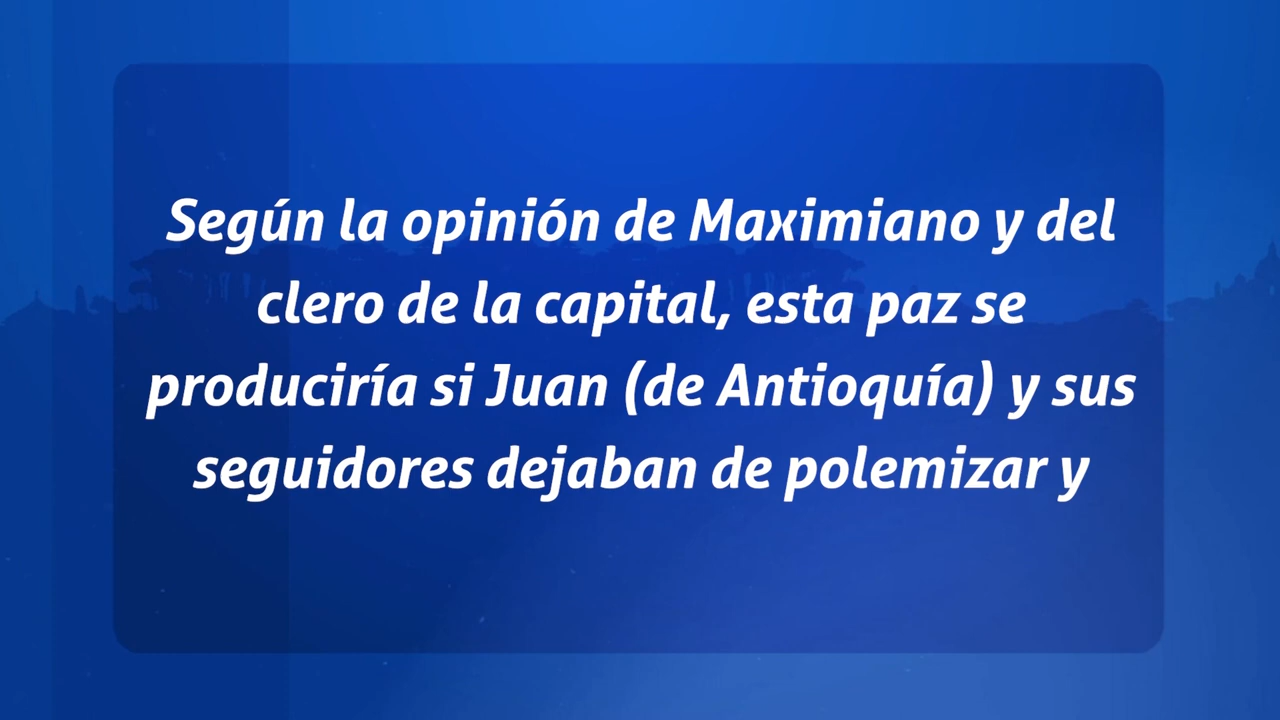 Según la opinión de Maximiano y del
clero de la capital, esta paz se
produciría si Juan (de Antioquía) y sus
seguidores dejaban de polemizar y